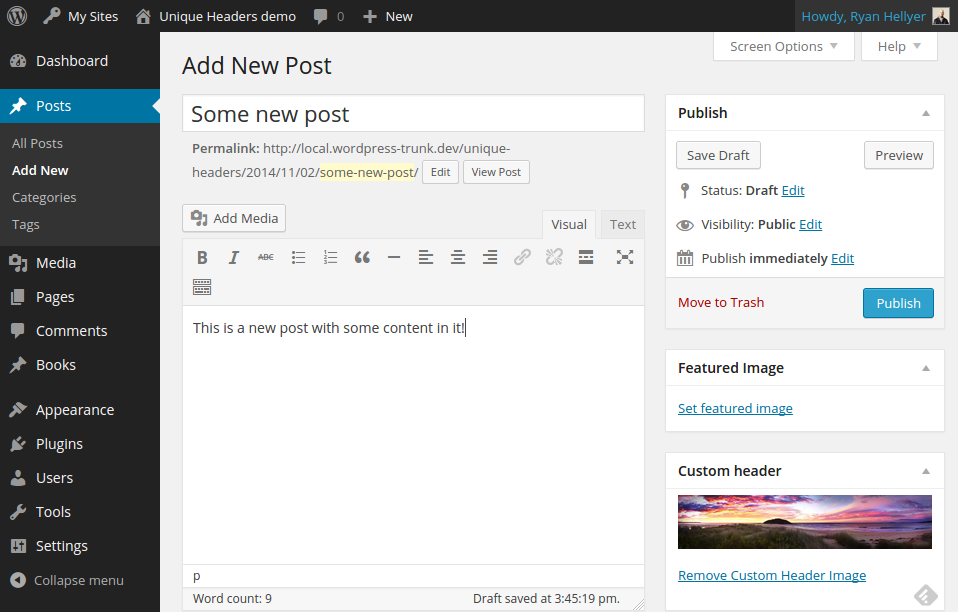 My Sites
Unique Headers demo
0
New
Howdy, Ryan Hellyer
Dashboard
Posts
All Posts
Add New
Categories
Tags
Media
Pages
Comments
Books
Appearance
Plugins
Users
Tools
Settings
Collapse menu
Screen Options
Help
Add New Post
Some new post
Permalink: http://local.wordpress-trunk.dev/unique-
headers/2014/11/02/some-new-post/ Edit View Post
Add Media
Visual
Text
B I ABC
This is a new post with some content in it!
p
Word count: 9
Draft saved at 3:45:19 pm.
Publish
Save Draft
Preview
Status: Draft Edit
Visibility: Public Edit
Publish immediately Edit
Move to Trash
Publish
Featured Image
Set featured image
Custom header
Remove Custom Header Image